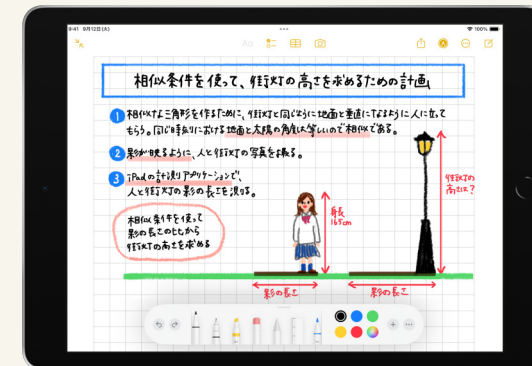 9:41 9月12日(火)
100%
相似条件を使って、街灯の高さを求めるための計画
1 相似な三角形を作るために、街灯と同じように地面と垂直になるように人に立って
もらう。同じ時刻における地面と太陽の角度は等しいので相似である。
2 影が映るように、人と街灯の写真を撮る。
3 iPadの計測アプリケーションで、
人と街灯の影の長さを測る。
相似条件を使って
影の長さの比から
街灯の高さを求める
身長
165cm
街灯の
高さは?
影の長さ
影の長さ